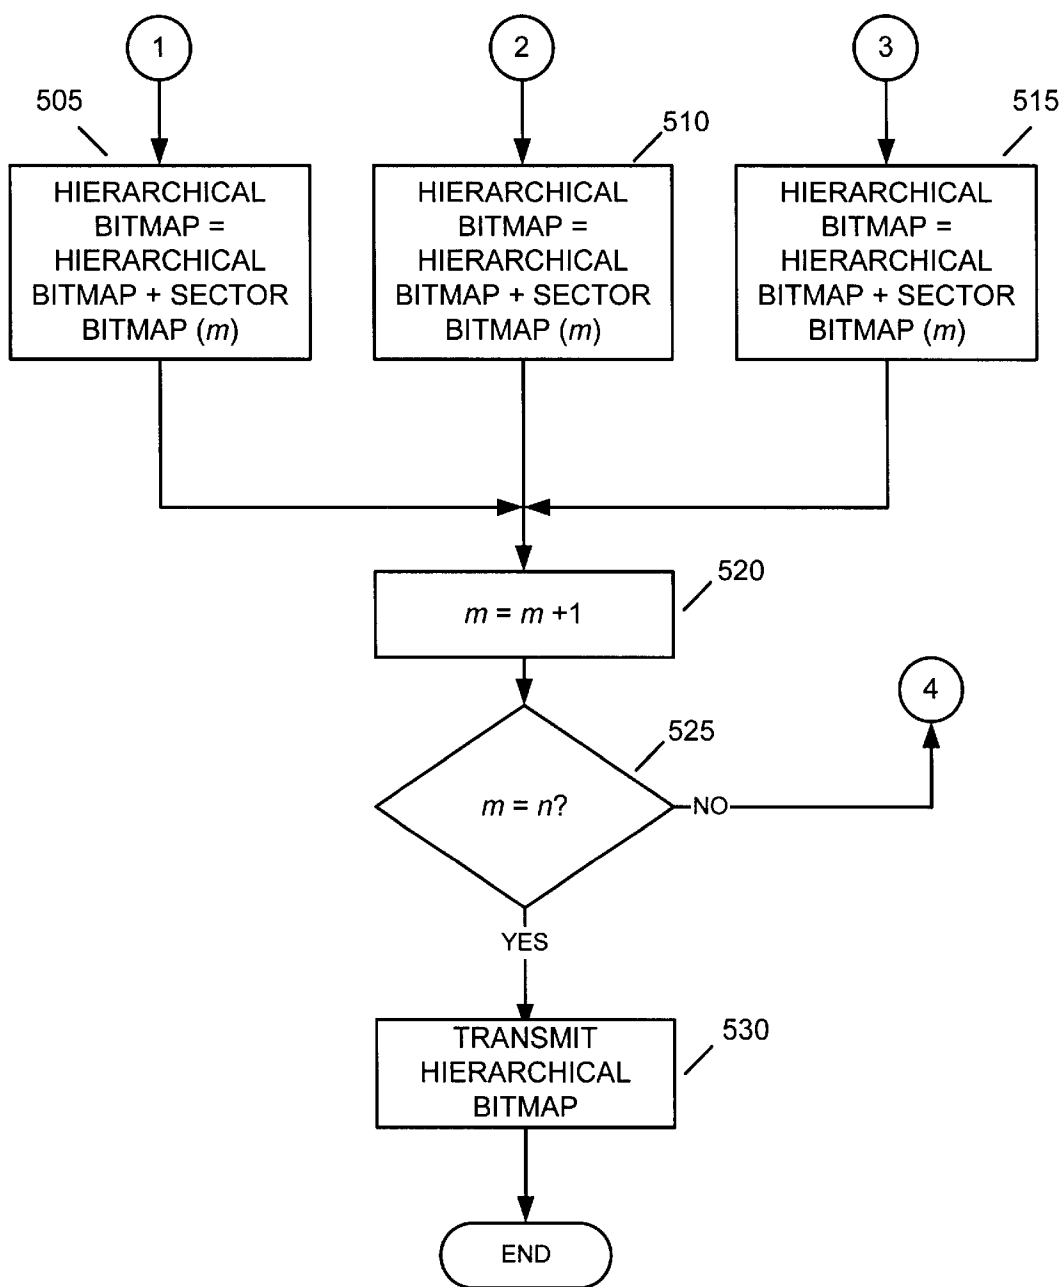 1
2
3
505
510
515
HIERARCHICAL
BITMAP =
HIERARCHICAL
BITMAP + SECTOR
BITMAP (m)
HIERARCHICAL
BITMAP =
HIERARCHICAL
BITMAP + SECTOR
BITMAP (m)
HIERARCHICAL
BITMAP =
HIERARCHICAL
BITMAP + SECTOR
BITMAP (m)
520
m = m +1
4
525
m = n?
NO
YES
530
TRANSMIT
HIERARCHICAL
BITMAP
END